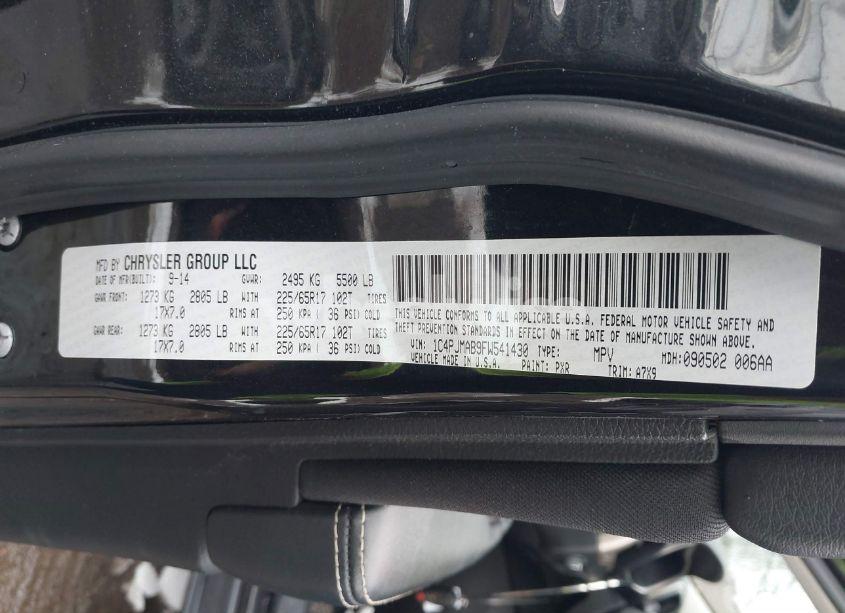 MFD BY CHRYSLER GROUP LLC
DATE OF MFR(BUILT): 9-14 GVWR: 2495 KG 5500 LB
GAWR FRONT: 1273 KG 2805 LB WITH 225/65R17 102T TIRES
17X7.0 RIMS AT 250 KPA ( 36 PSI) COLD
GAWR REAR: 1273 KG 2805 LB WITH 225/65R17 102T TIRES
17X7.0 RIMS AT 250 KPA ( 36 PSI) COLD
THIS VEHICLE CONFORMS TO ALL APPLICABLE U.S.A. FEDERAL MOTOR VEHICLE SAFETY AND
THEFT PREVENTION STANDARDS IN EFFECT ON THE DATE OF MANUFACTURE SHOWN ABOVE.
VIN: 1C4PJMAB9FW541430 TYPE: MPV MDH:090502 006AA
MADE IN U.S.A. PAINT: PXR TRIM: A7X9